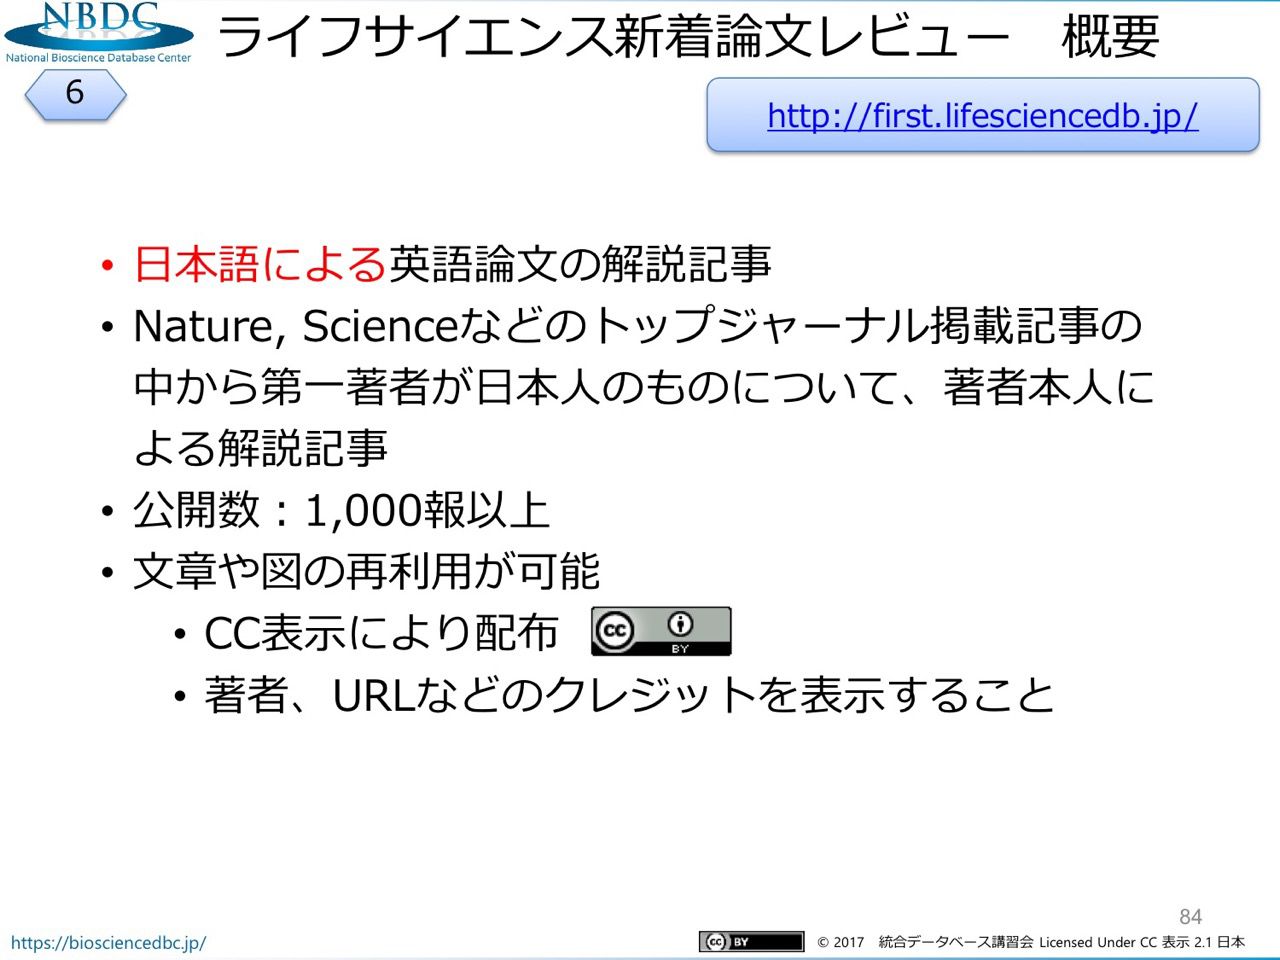 NBDC
National Bioscience Database Center
ライフサイエンス新着論文レビュー　概要
6
http://first.lifesciencedb.jp/
• 日本語による英語論文の解説記事
• Nature, Scienceなどのトップジャーナル掲載記事の
中から第一著者が日本人のものについて、著者本人に
よる解説記事
• 公開数：1,000報以上
• 文章や図の再利用が可能
• CC表示により配布
cc BY
• 著者、URLなどのクレジットを表示すること
84
https://biosciencedbc.jp/
cc BY
© 2017　統合データベース講習会 Licensed Under CC 表示 2.1 日本